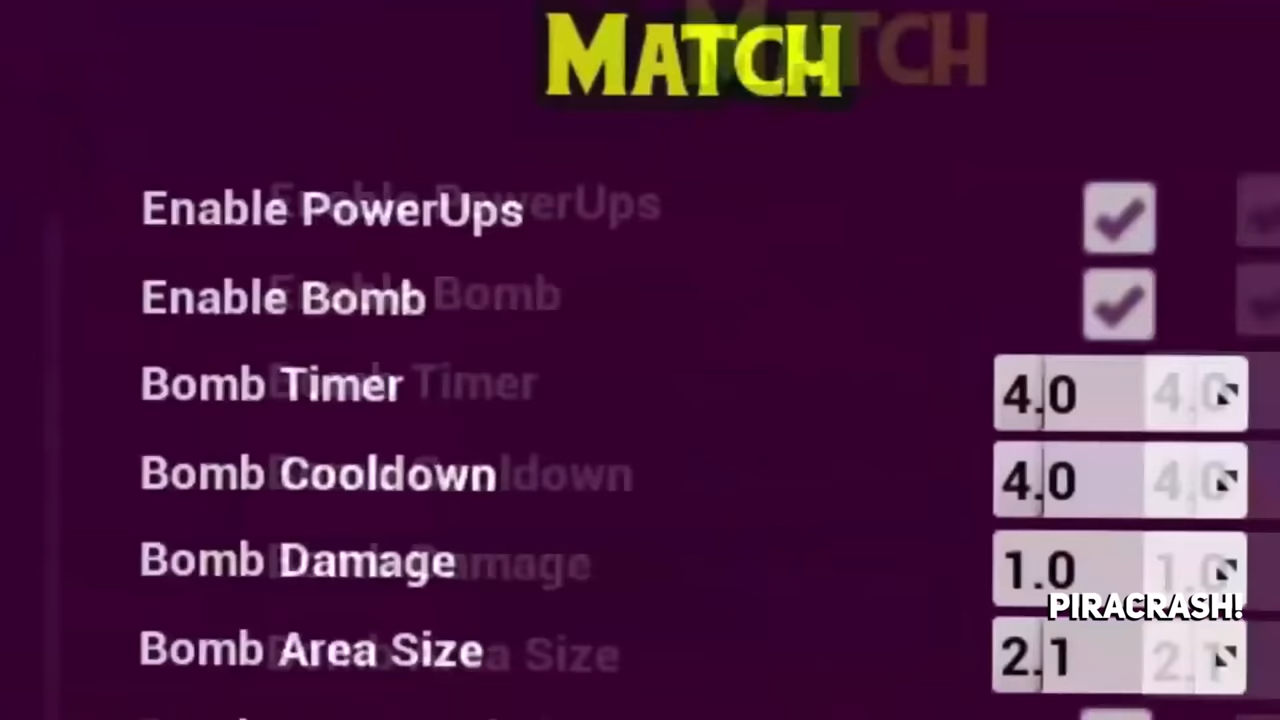 MATCH
Enable PowerUps
Enable Bomb
Bomb Timer 4.0
Bomb Cooldown 4.0
Bomb Damage 1.0
PIRACRASH!
Bomb Area Size 2.1